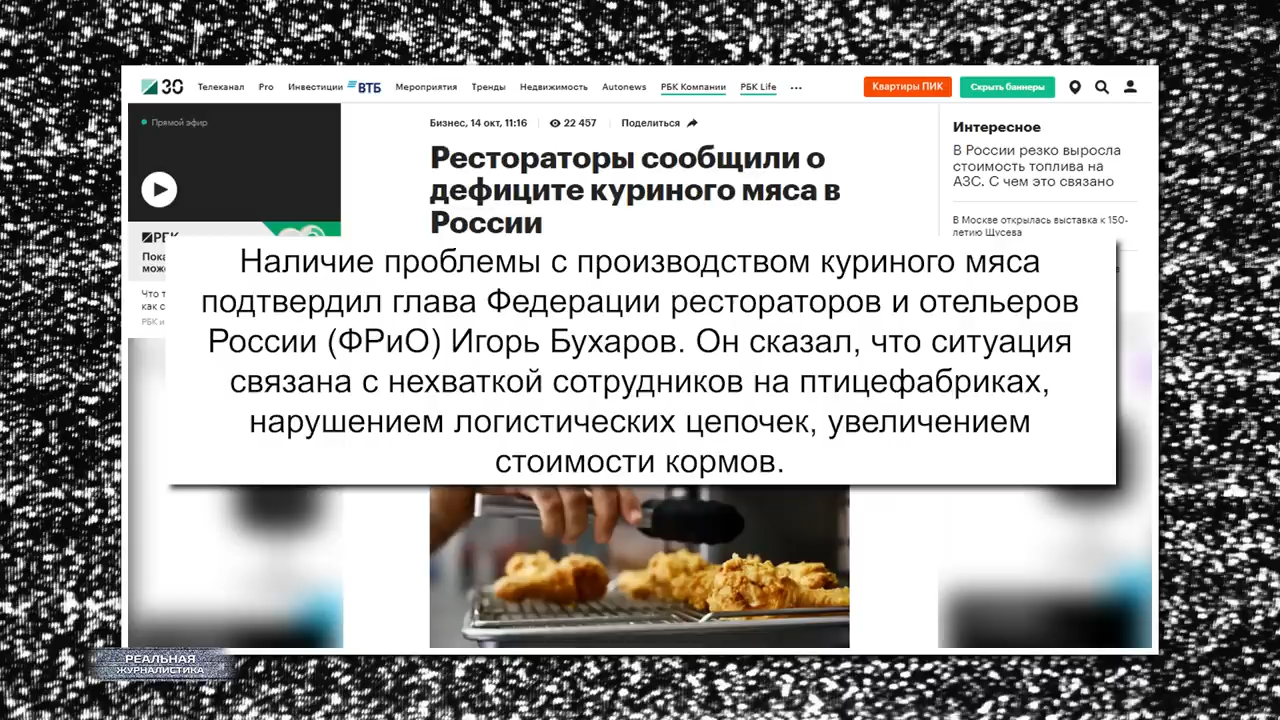 30 Телеканал Pro Инвестиции ВТБ Мероприятия Тренды Недвижимость Autonews РБК Компании РБК Life ... Квартиры ПИК Скрыть баннеры
Прямой эфир
Бизнес, 14 окт, 11:16 22 457 Поделиться
Рестораторы сообщили о
дефиците куриного мяса в
России
Интересное
В России резко выросла
стоимость топлива на
АЗС. С чем это связано
В Москве открылась выставка к 150-
летию Щусева
РБК
Наличие проблемы с производством куриного мяса
подтвердил глава Федерации рестораторов и отельеров
России (ФРиО) Игорь Бухаров. Он сказал, что ситуация
связана с нехваткой сотрудников на птицефабриках,
нарушением логистических цепочек, увеличением
стоимости кормов.
Что
как
РБК
РЕАЛЬНАЯ
ЖУРНАЛИСТИКА